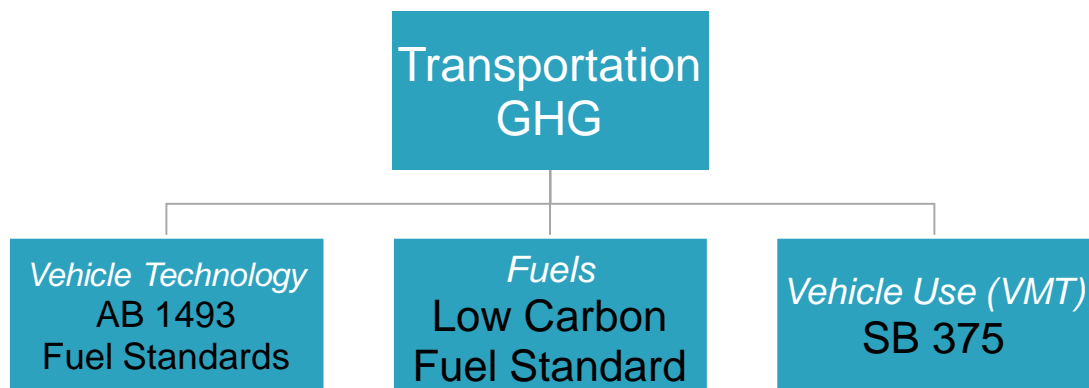 Transportation
GHG
Vehicle Technology
AB 1493
Fuel Standards
Fuels
Low Carbon
Fuel Standard
Vehicle Use (VMT)
SB 375